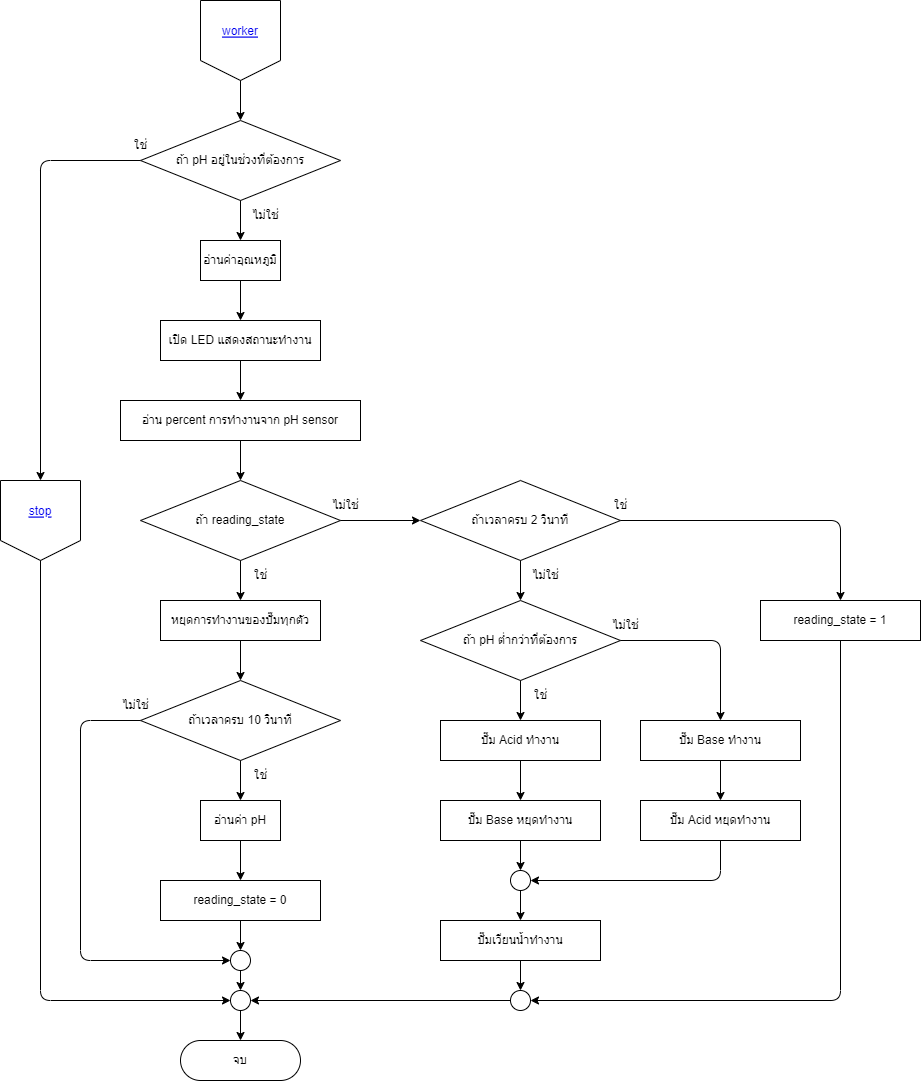 worker
ใช่
ถ้า pH อยู่ในช่วงที่ต้องการ
ไม่ใช่
อ่านค่าอุณหภูมิ
เปิด LED แสดงสถานะทำงาน
อ่าน percent การทำงานจาก pH sensor
stop
ถ้า reading_state
ไม่ใช่
ถ้าเวลาครบ 2 วินาที
ใช่
ใช่
ไม่ใช่
หยุดการทำงานของปั๊มทุกตัว
ถ้า pH ต่ำกว่าที่ต้องการ
ไม่ใช่
reading_state = 1
ไม่ใช่
ถ้าเวลาครบ 10 วินาที
ใช่
ปั๊ม Acid ทำงาน
ปั๊ม Base ทำงาน
ใช่
อ่านค่า pH
ปั๊ม Base หยุดทำงาน
ปั๊ม Acid หยุดทำงาน
reading_state = 0
ปั๊มเวียนน้ำทำงาน
จบ